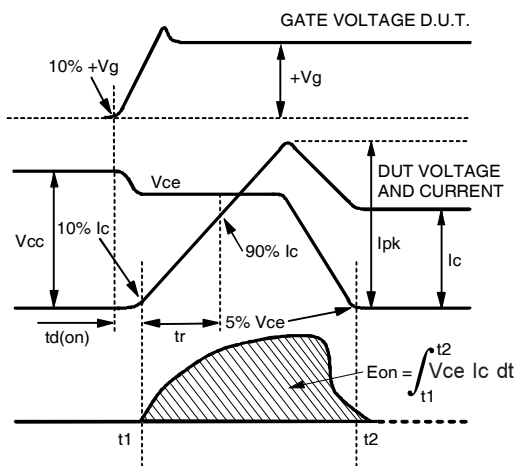 GATE VOLTAGE D.U.T.
10% +Vg
+Vg
Vce
DUT VOLTAGE
AND CURRENT
10% Ic
Vcc
90% Ic
Ipk
Ic
td(on)
tr
5% Vce
Eon = ∫ Vce Ic dt
t2
t1
t1
t2